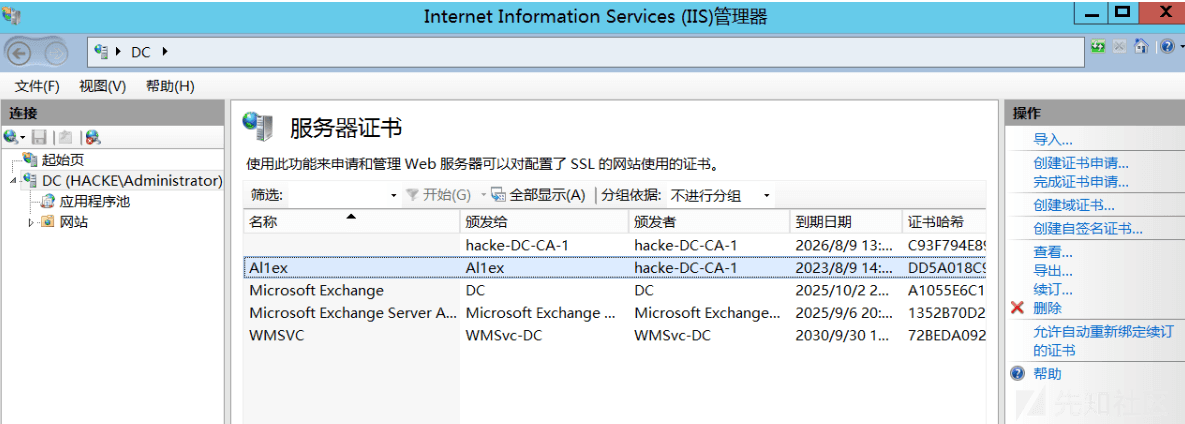 Internet Information Services (IIS)管理器
DC
文件(F) 视图(V) 帮助(H)
连接
起始页
DC (HACKE\Administrator)
应用程序池
网站
服务器证书
使用此功能来申请和管理 Web 服务器可以对配置了 SSL 的网站使用的证书。
筛选: 开始(G) 全部显示(A) 分组依据: 不进行分组
名称 颁发给 颁发者 到期日期 证书哈希
hacke-DC-CA-1 hacke-DC-CA-1 2026/8/9 13:... C93F794E89
Al1ex Al1ex hacke-DC-CA-1 2023/8/9 14:... DD5A018C9
Microsoft Exchange DC DC 2025/10/2 2... A1055E6C1
Microsoft Exchange Server A... Microsoft Exchange ... Microsoft Exchange... 2025/9/6 20:... 1352B70D2
WMSVC WMSvc-DC WMSvc-DC 2030/9/30 1... 72BEDA092
操作
导入...
创建证书申请...
完成证书申请...
创建域证书...
创建自签名证书...
查看...
导出...
续订...
删除
允许自动重新绑定续订
的证书
帮助
先知社区